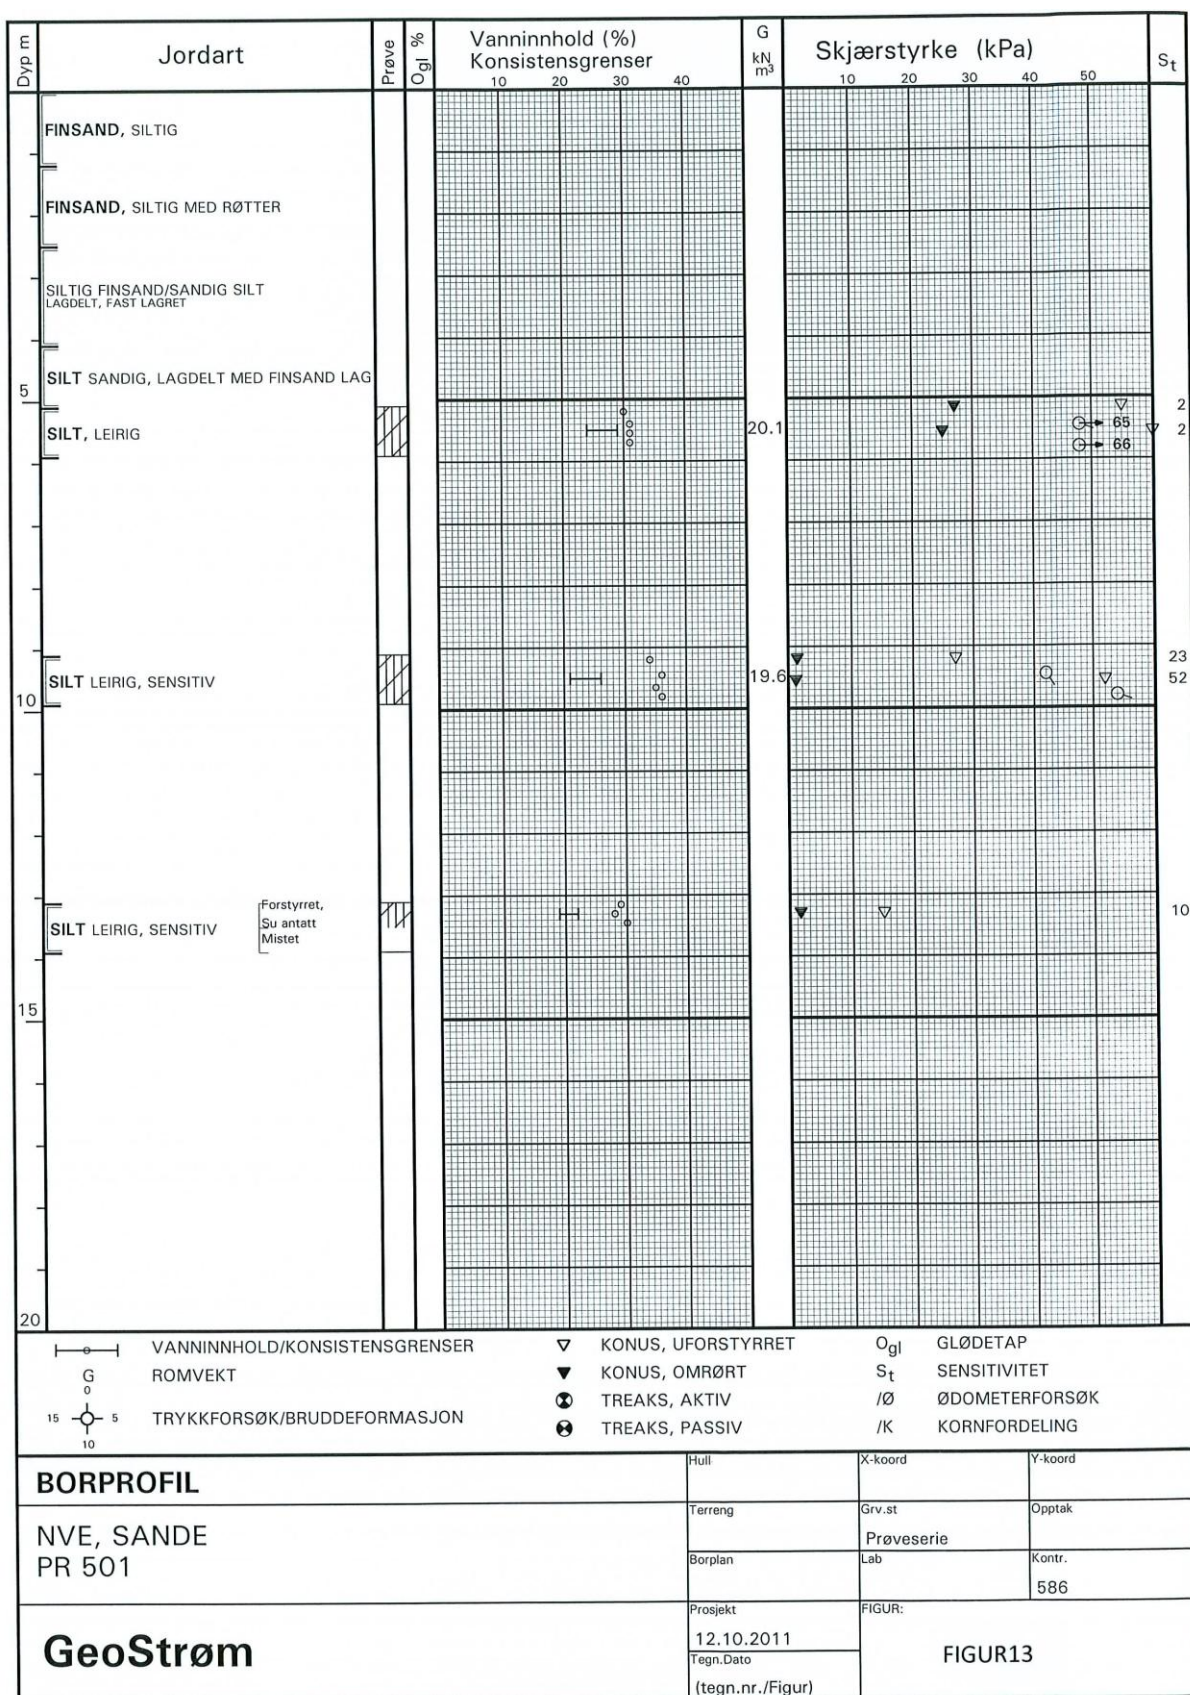 Dyp m
Jordart
Prøve
Ogl %
Vanninnhold (%)
Konsistensgrenser
10 20 30 40
G
kN
m³
Skjærstyrke (kPa)
10 20 30 40 50
St
FINSAND, SILTIG
FINSAND, SILTIG MED RØTTER
SILTIG FINSAND/SANDIG SILT
LAGDELT, FAST LAGRET
SILT SANDIG, LAGDELT MED FINSAND LAG
5
2
SILT, LEIRIG
20.1
65
2
66
23
SILT LEIRIG, SENSITIV
19.6
52
10
Forstyrret,
Su antatt
Mistet
10
SILT LEIRIG, SENSITIV
15
20
VANNINNHOLD/KONSISTENSGRENSER
G ROMVEKT
0
15 5
10
TRYKKFORSØK/BRUDDEFORMASJON
KONUS, UFORSTYRRET
KONUS, OMRØRT
TREAKS, AKTIV
TREAKS, PASSIV
Ogl GLØDETAP
St SENSITIVITET
/Ø ØDOMETERFORSØK
/K KORNFORDELING
BORPROFIL
Hull
X-koord
Y-koord
NVE, SANDE
PR 501
Terreng
Grv.st
Prøveserie
Opptak
Borplan
Lab
Kontr.
586
GeoStrøm
Prosjekt
12.10.2011
Tegn.Dato
(tegn.nr./Figur)
FIGUR:
FIGUR13